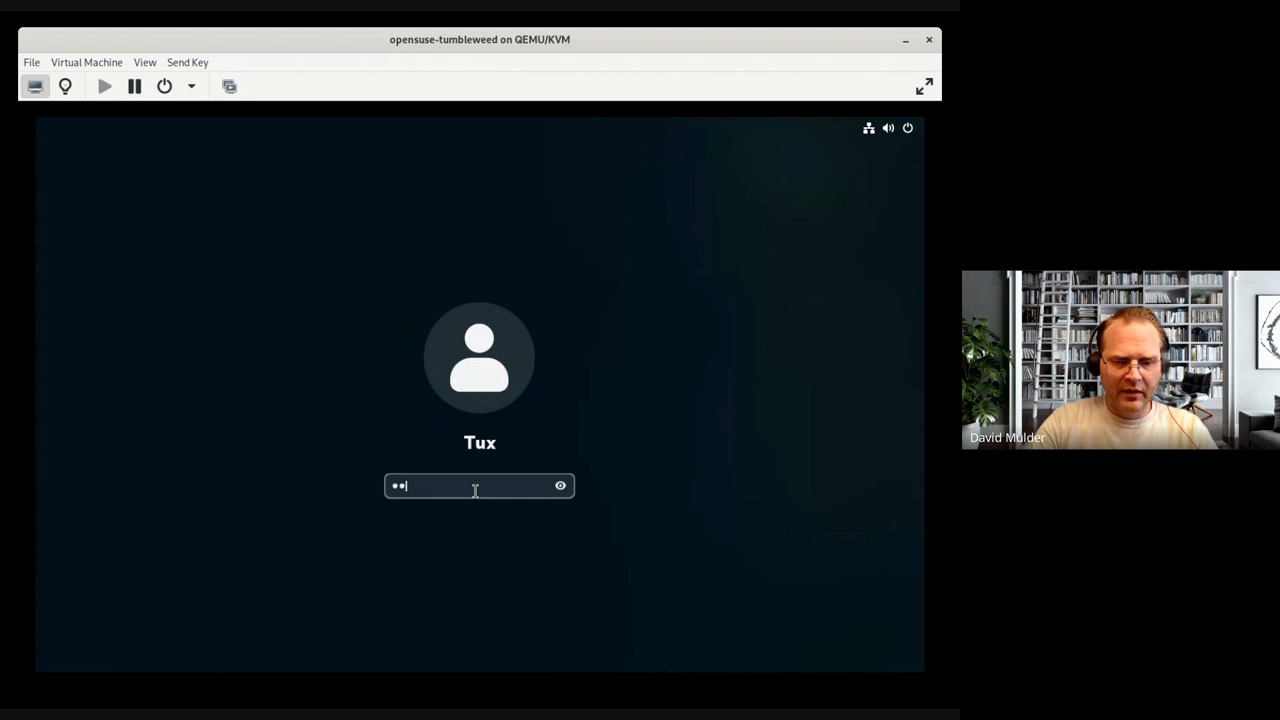 opensuse-tumbleweed on QEMU/KVM
File Virtual Machine View Send Key
Tux
David Mulder